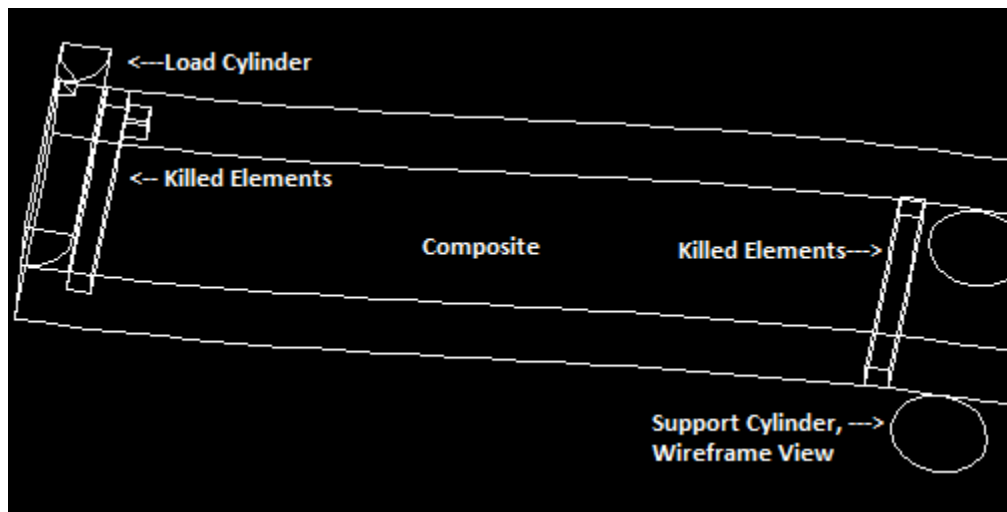 <---Load Cylinder
<-- Killed Elements
Composite
Killed Elements--->
Support Cylinder, --->
Wireframe View